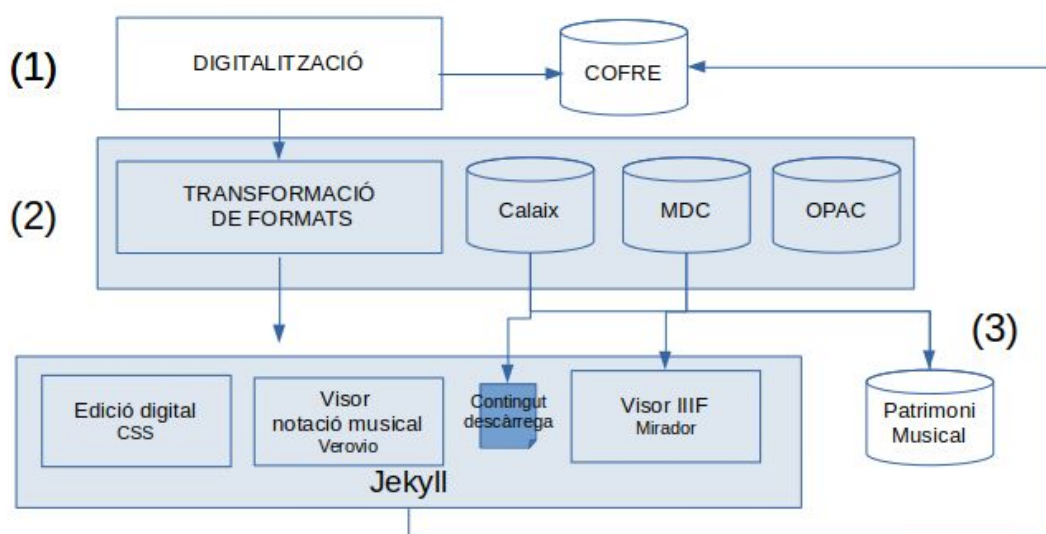 (1)
DIGITALITZACIÓ
COFRE
(2)
TRANSFORMACIÓ
DE FORMATS
Calaix
MDC
OPAC
(3)
Edició digital
CSS
Visor
notació musical
Verovio
Contingut
descàrrega
Visor IIIF
Mirador
Patrimoni
Musical
Jekyll